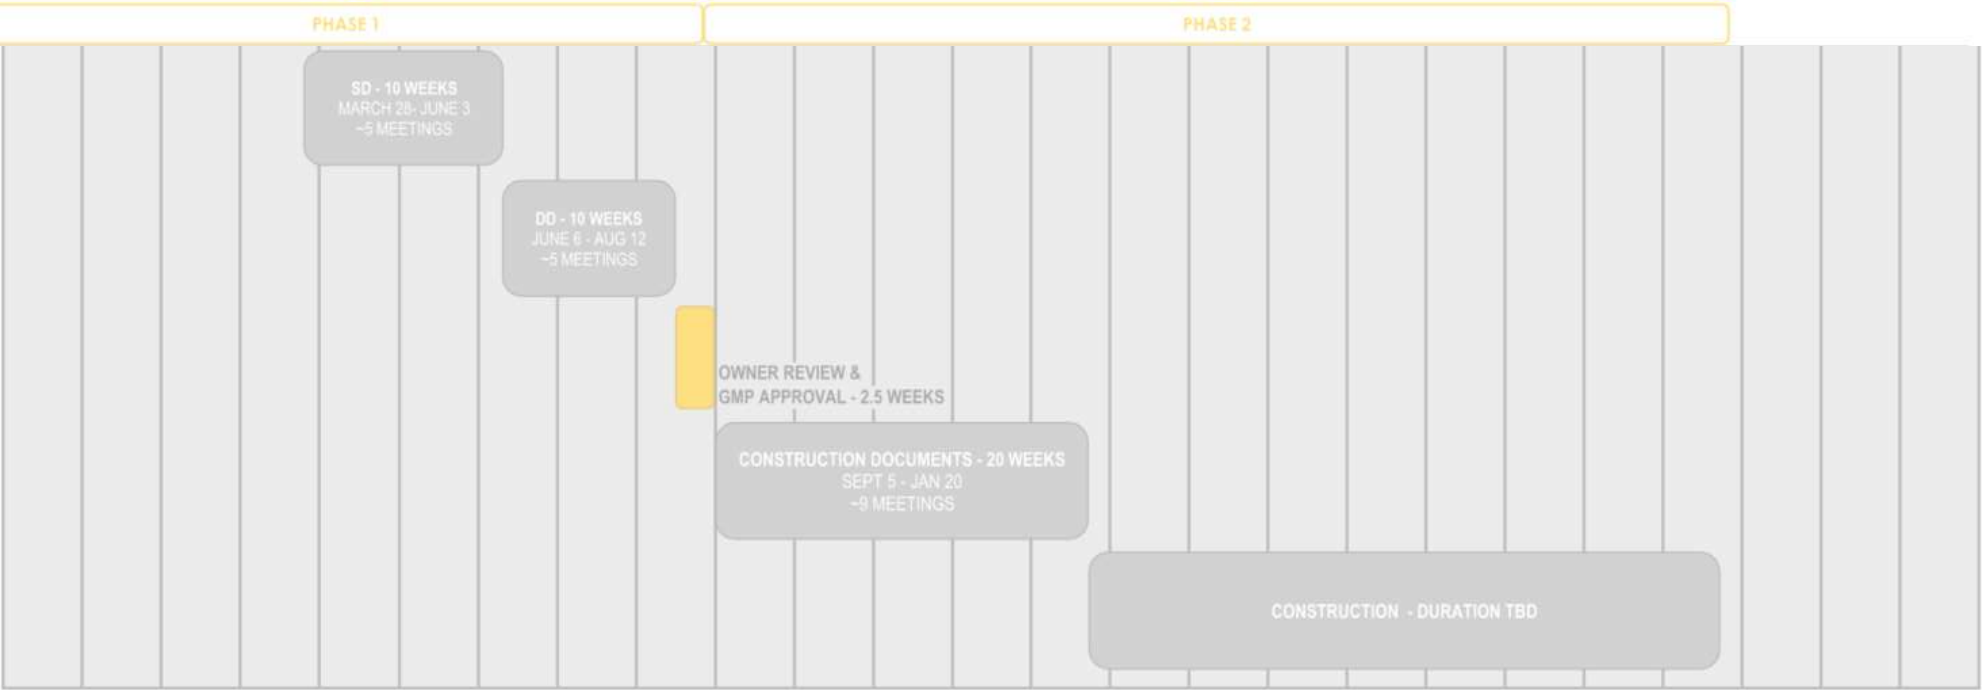 PHASE 1
PHASE 2
SD - 10 WEEKS
MARCH 28- JUNE 3
~5 MEETINGS
DD - 10 WEEKS
JUNE 6 - AUG 12
~5 MEETINGS
OWNER REVIEW &
GMP APPROVAL - 2.5 WEEKS
CONSTRUCTION DOCUMENTS - 20 WEEKS
SEPT 5 - JAN 20
~9 MEETINGS
CONSTRUCTION - DURATION TBD